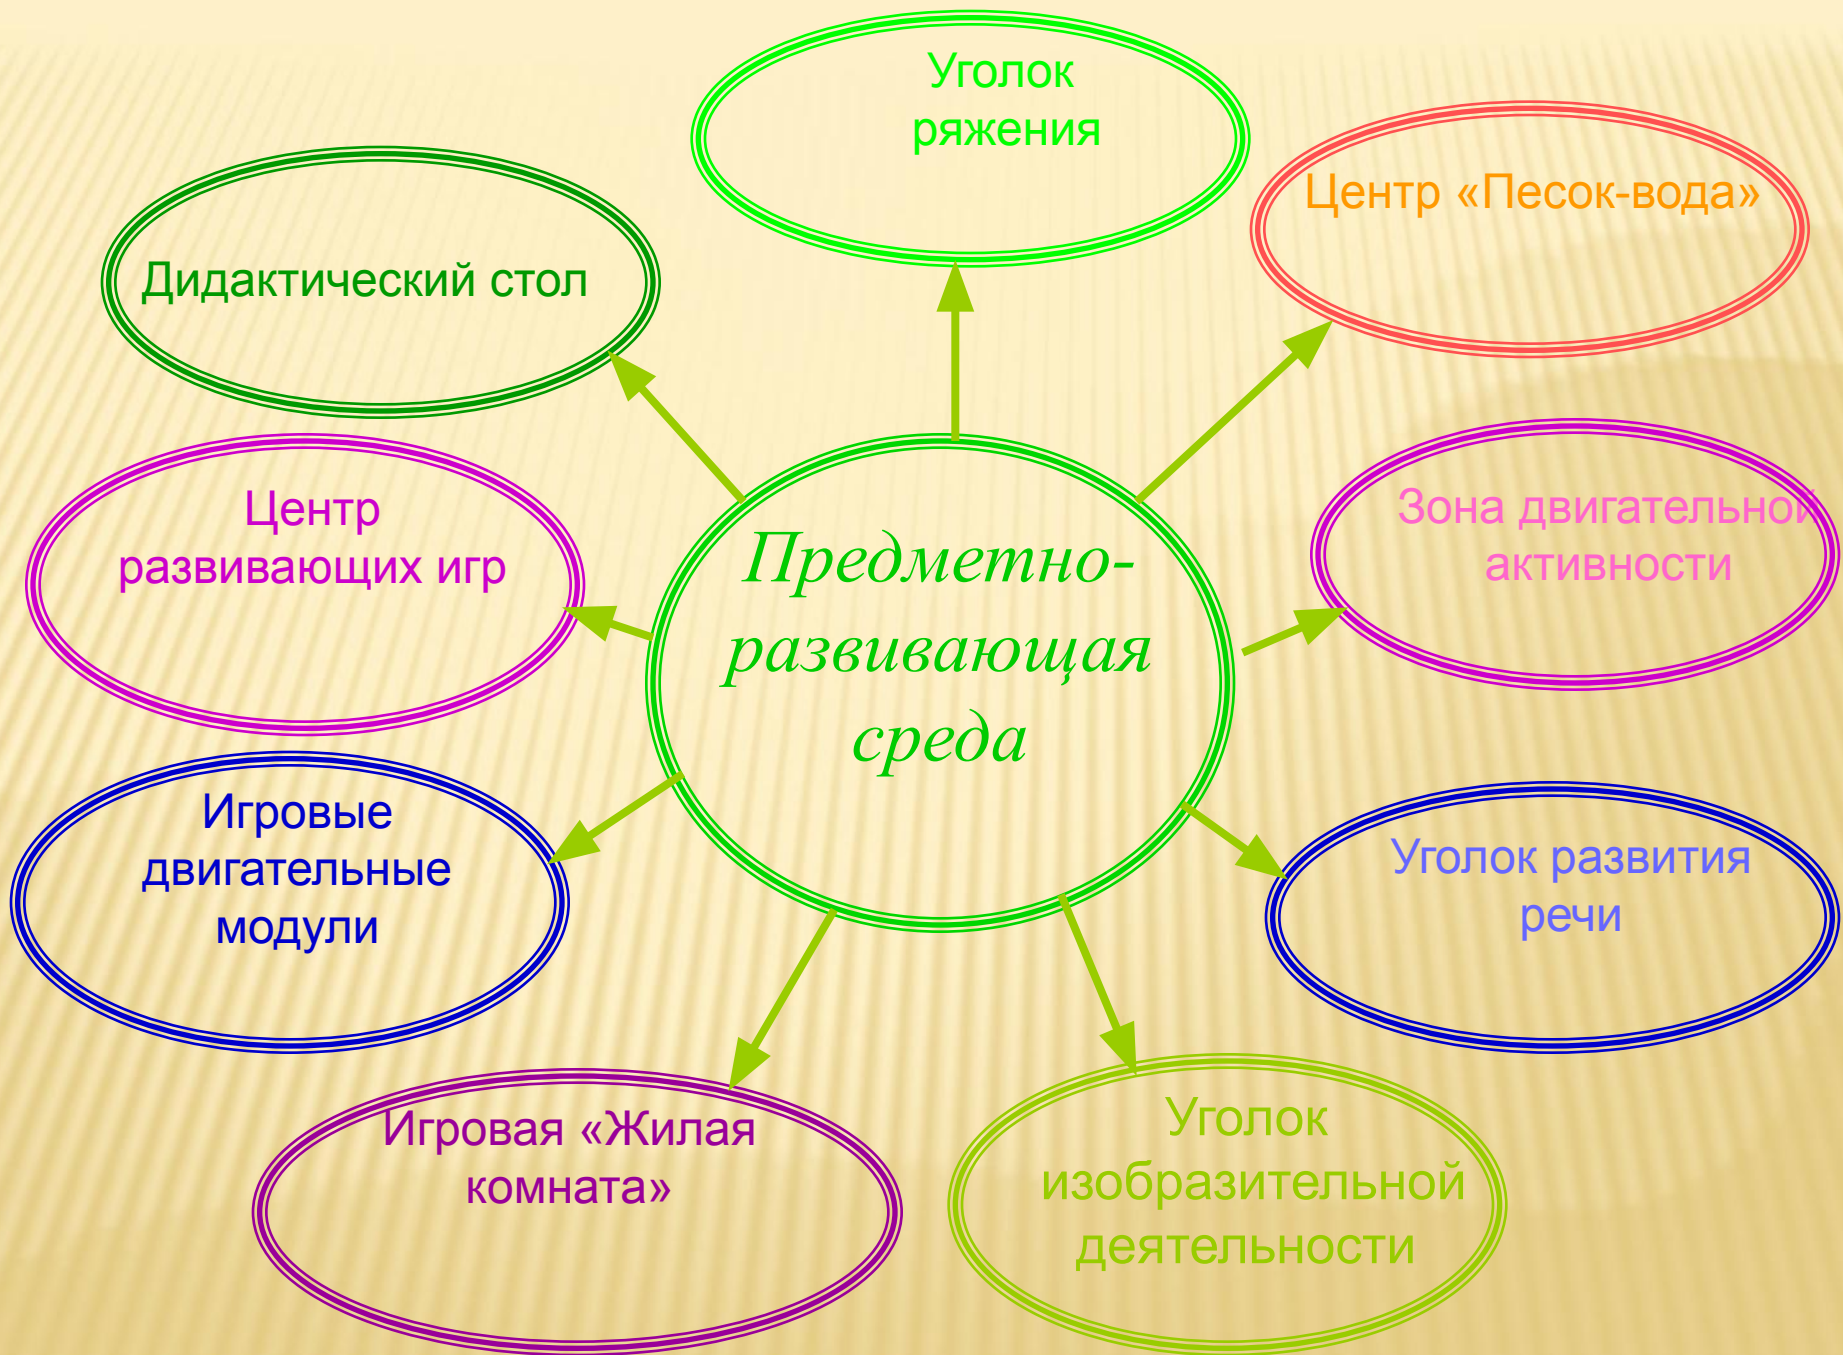 Уголок
ряжения
Центр «Песок-вода»
Дидактический стол
Центр
развивающих игр
Зона двигательной
активности
Предметно-
развивающая
среда
Игровые
двигательные
модули
Уголок развития
речи
Игровая «Жилая
комната»
Уголок
изобразительной
деятельности